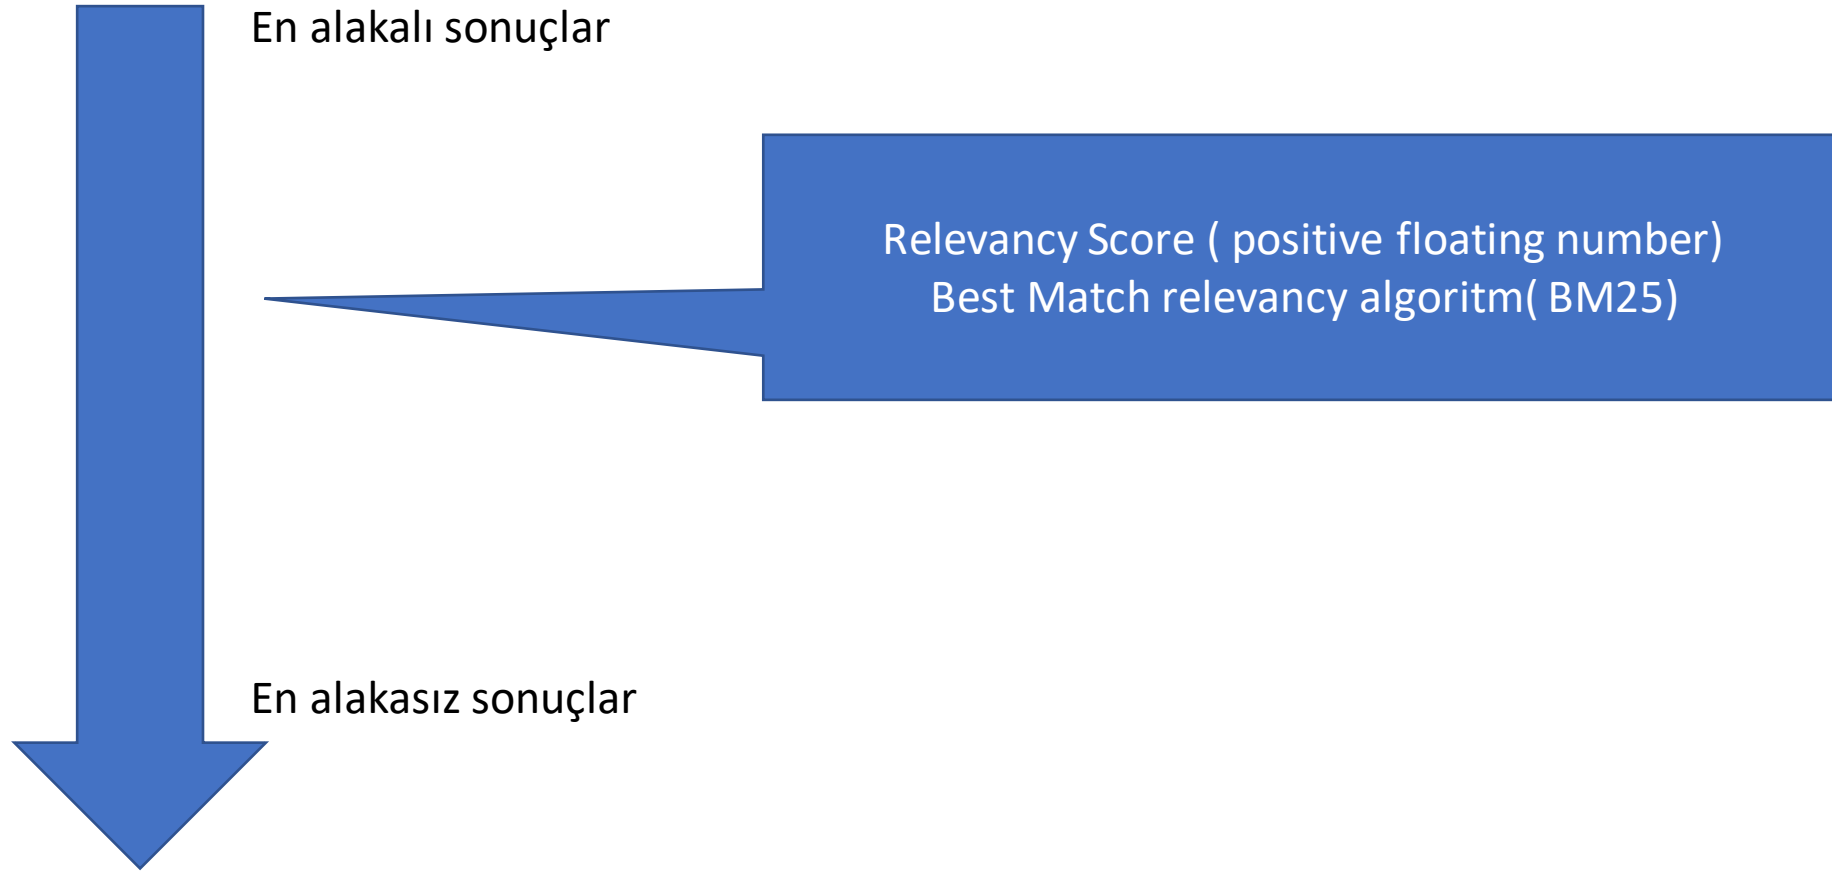 En alakalı sonuçlar
Relevancy Score ( positive floating number)
Best Match relevancy algoritm( BM25)
En alakasız sonuçlar